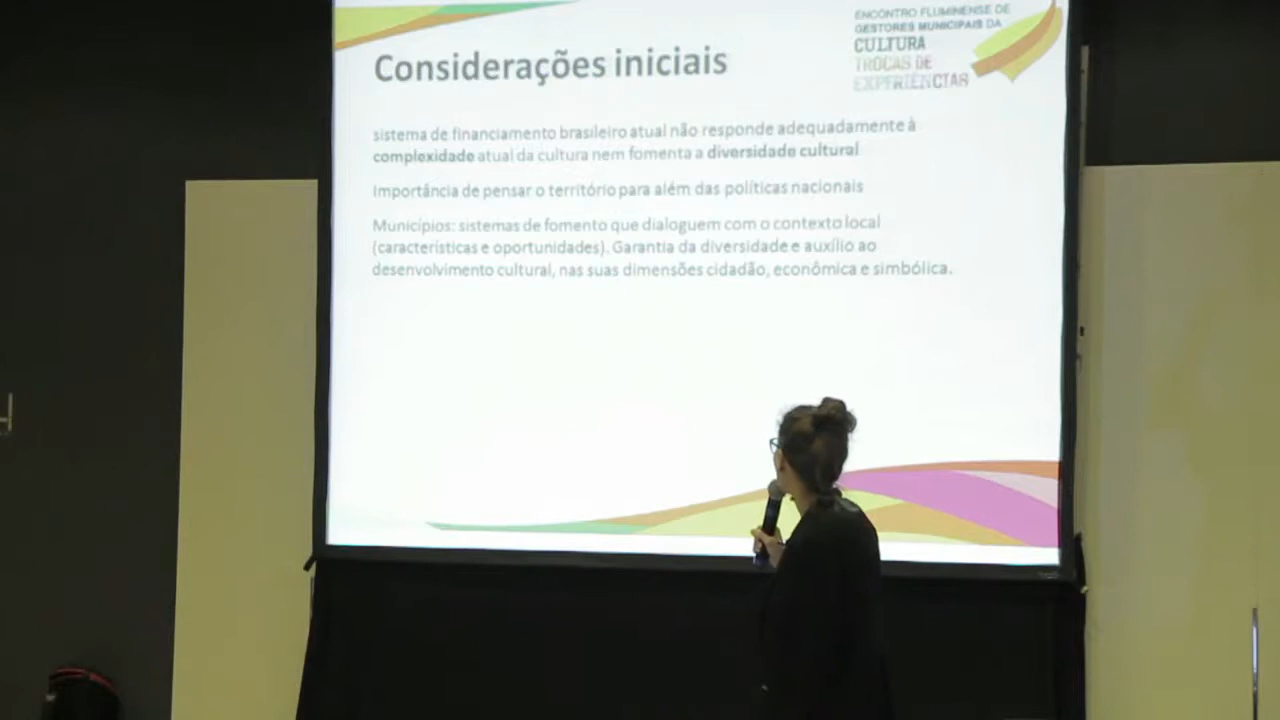 ENCONTRO FLUMINENSE DE
GESTORES MUNICIPAIS DA
CULTURA
TROCAS DE
EXPERIÊNCIAS
Considerações iniciais
sistema de financiamento brasileiro atual não responde adequadamente à
complexidade atual da cultura nem fomenta a diversidade cultural
Importância de pensar o território para além das políticas nacionais
Municípios: sistemas de fomento que dialoguem com o contexto local
(características e oportunidades). Garantia da diversidade e auxílio ao
desenvolvimento cultural, nas suas dimensões cidadão, econômica e simbólica.